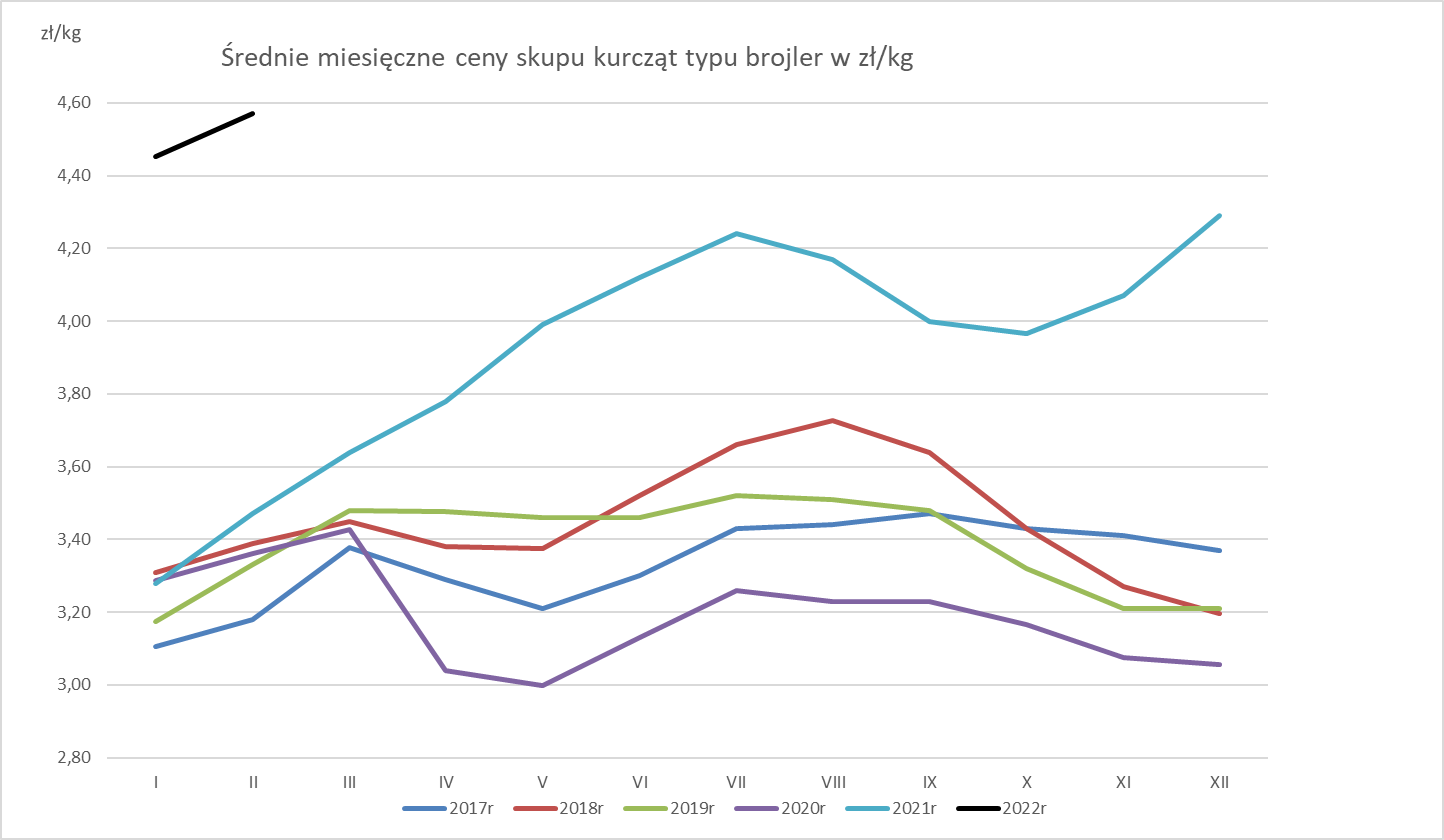 zł/kg
Średnie miesięczne ceny skupu kurcząt typu brojler w zł/kg
4,60
4,40
4,20
4,00
3,80
3,60
3,40
3,20
3,00
2,80
I II III IV V VI VII VIII IX X XI XII
2017r 2018r 2019r 2020r 2021r 2022r